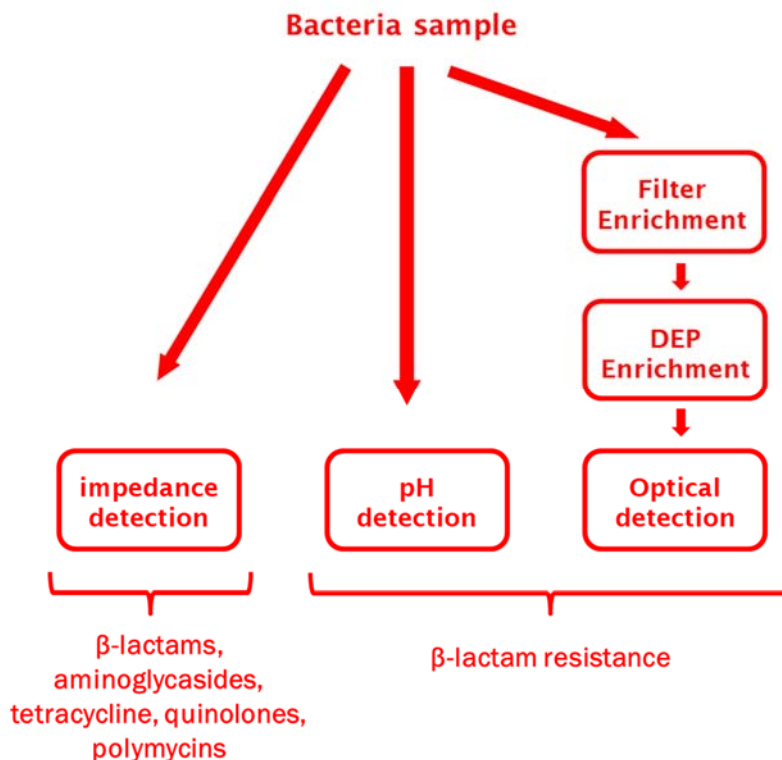 Bacteria sample
Filter
Enrichment
DEP
Enrichment
impedance
detection
pH
detection
Optical
detection
β-lactams,
aminoglycasides,
tetracycline, quinolones,
polymycins
β-lactam resistance